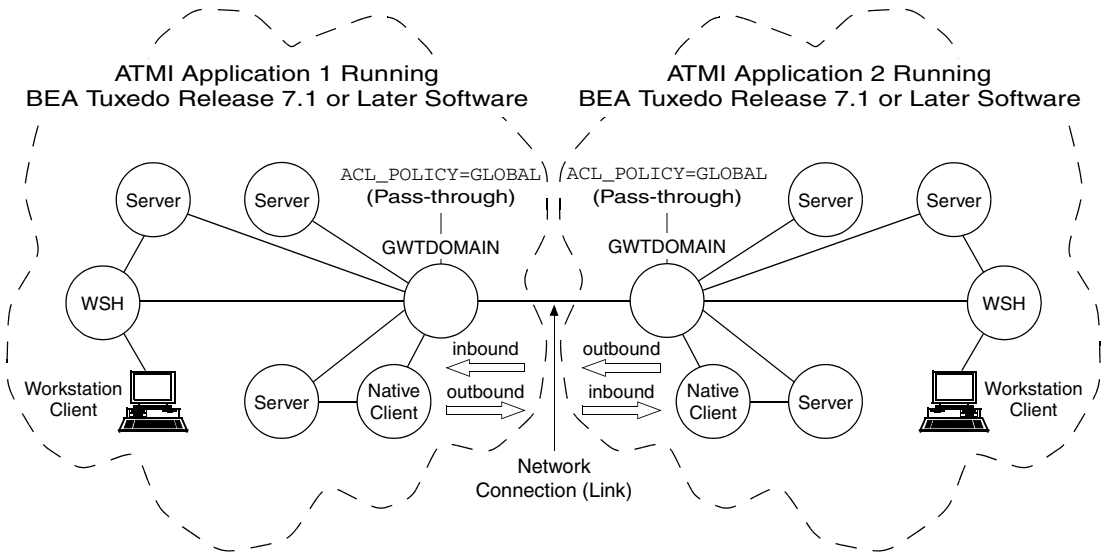 ATMI Application 1 Running
BEA Tuxedo Release 7.1 or Later Software
ATMI Application 2 Running
BEA Tuxedo Release 7.1 or Later Software
ACL_POLICY=GLOBAL
(Pass-through)
ACL_POLICY=GLOBAL
(Pass-through)
Server
Server
Server
Server
GWTDOMAIN
GWTDOMAIN
WSH
WSH
inbound
outbound
outbound
inbound
Workstation
Client
Server
Native
Client
Native
Client
Server
Workstation
Client
Network
Connection (Link)